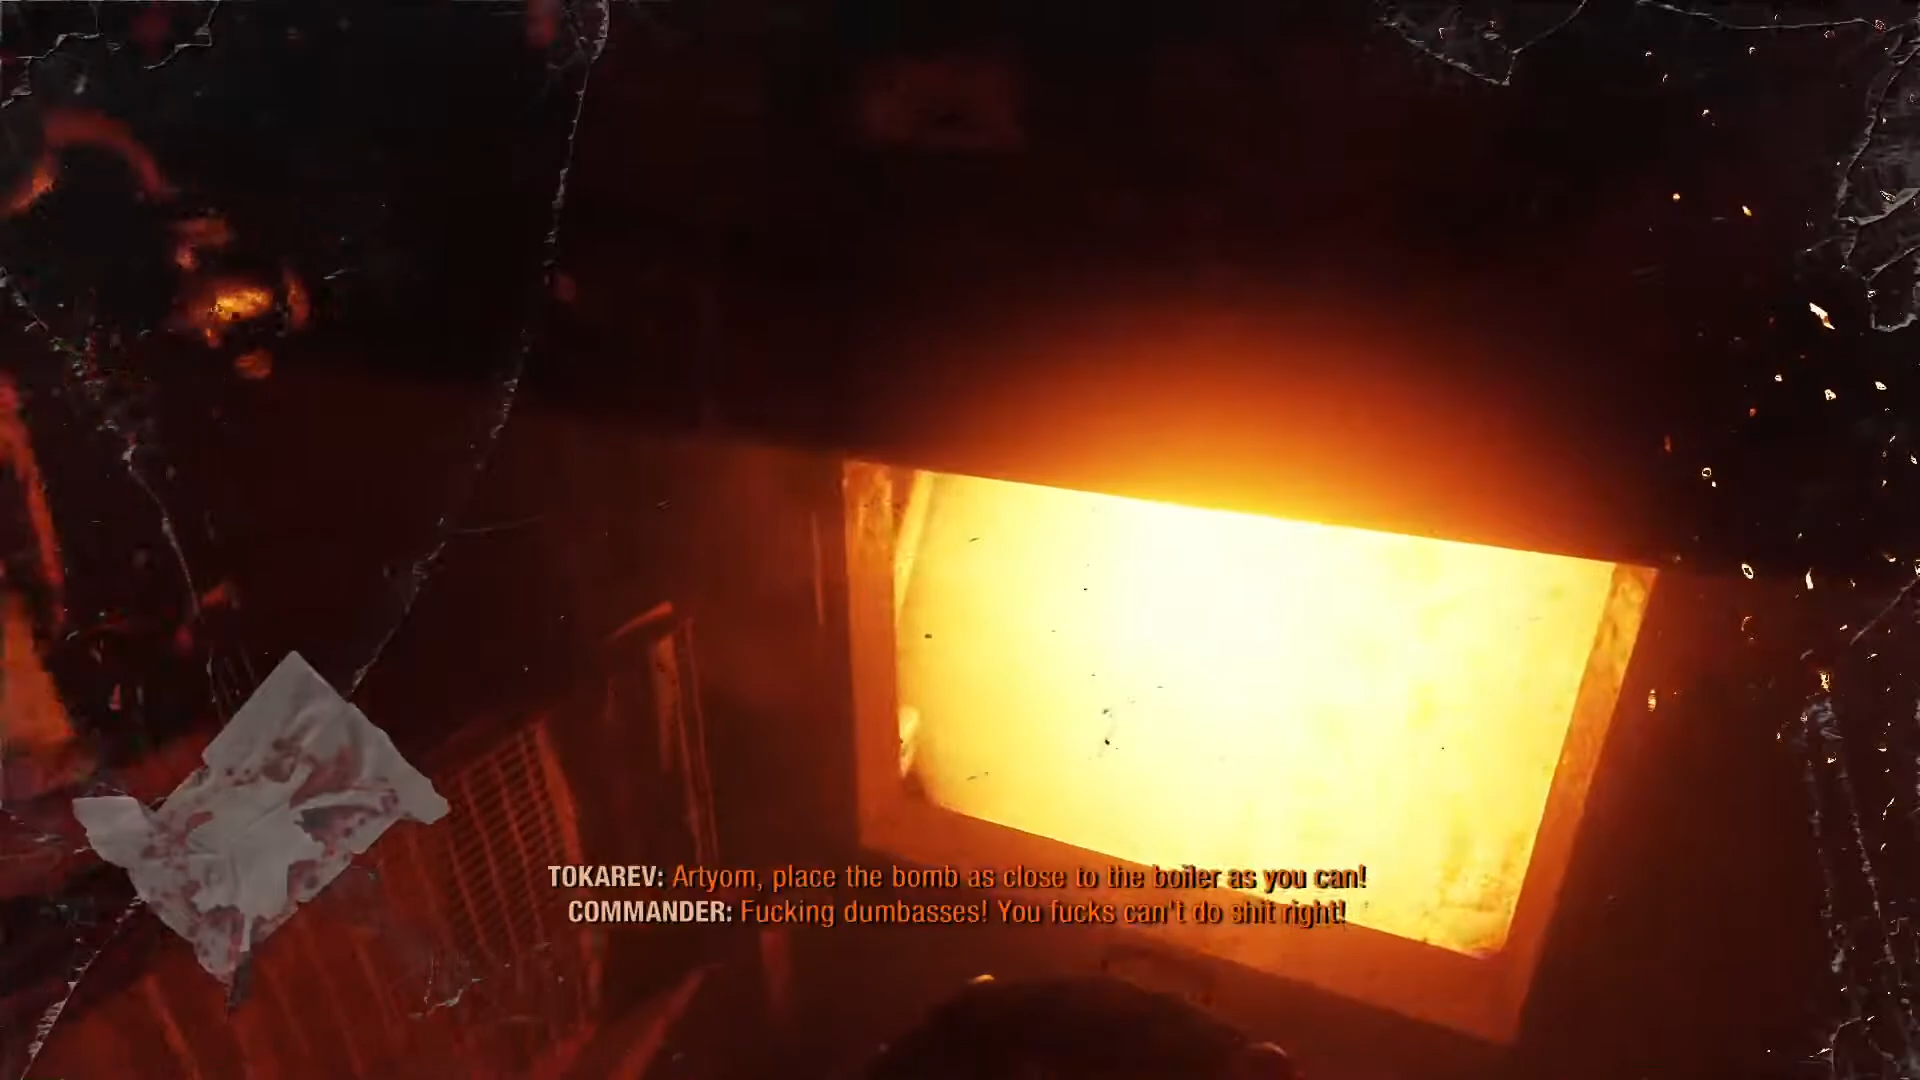 TOKAREV: Artyom, place the bomb as close to the boiler as you can!
COMMANDER: Fucking dumbasses! You fucks can't do shit right!